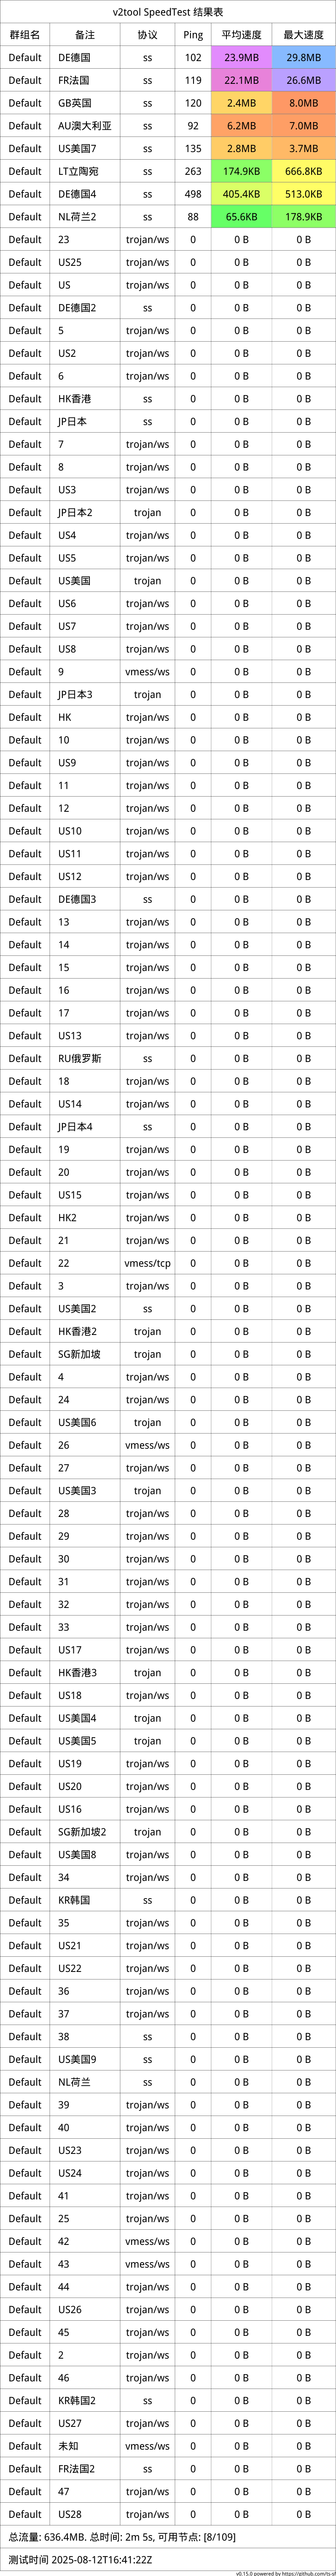 v2tool SpeedTest 结果表
群组名 备注 协议 Ping 平均速度 最大速度
Default DE德国 ss 102 23.9MB 29.8MB
Default FR法国 ss 119 22.1MB 26.6MB
Default GB英国 ss 120 2.4MB 8.0MB
Default AU澳大利亚 ss 92 6.2MB 7.0MB
Default US美国7 ss 135 2.8MB 3.7MB
Default LT立陶宛 ss 263 174.9KB 666.8KB
Default DE德国4 ss 498 405.4KB 513.0KB
Default NL荷兰2 ss 88 65.6KB 178.9KB
Default 23 trojan/ws 0 0 B 0 B
Default US25 trojan/ws 0 0 B 0 B
Default US trojan/ws 0 0 B 0 B
Default DE德国2 ss 0 0 B 0 B
Default 5 trojan/ws 0 0 B 0 B
Default US2 trojan/ws 0 0 B 0 B
Default 6 trojan/ws 0 0 B 0 B
Default HK香港 ss 0 0 B 0 B
Default JP日本 ss 0 0 B 0 B
Default 7 trojan/ws 0 0 B 0 B
Default 8 trojan/ws 0 0 B 0 B
Default US3 trojan/ws 0 0 B 0 B
Default JP日本2 trojan 0 0 B 0 B
Default US4 trojan/ws 0 0 B 0 B
Default US5 trojan/ws 0 0 B 0 B
Default US美国 trojan 0 0 B 0 B
Default US6 trojan/ws 0 0 B 0 B
Default US7 trojan/ws 0 0 B 0 B
Default US8 trojan/ws 0 0 B 0 B
Default 9 vmess/ws 0 0 B 0 B
Default JP日本3 trojan 0 0 B 0 B
Default HK trojan/ws 0 0 B 0 B
Default 10 trojan/ws 0 0 B 0 B
Default US9 trojan/ws 0 0 B 0 B
Default 11 trojan/ws 0 0 B 0 B
Default 12 trojan/ws 0 0 B 0 B
Default US10 trojan/ws 0 0 B 0 B
Default US11 trojan/ws 0 0 B 0 B
Default US12 trojan/ws 0 0 B 0 B
Default DE德国3 ss 0 0 B 0 B
Default 13 trojan/ws 0 0 B 0 B
Default 14 trojan/ws 0 0 B 0 B
Default 15 trojan/ws 0 0 B 0 B
Default 16 trojan/ws 0 0 B 0 B
Default 17 trojan/ws 0 0 B 0 B
Default US13 trojan/ws 0 0 B 0 B
Default RU俄罗斯 ss 0 0 B 0 B
Default 18 trojan/ws 0 0 B 0 B
Default US14 trojan/ws 0 0 B 0 B
Default JP日本4 ss 0 0 B 0 B
Default 19 trojan/ws 0 0 B 0 B
Default 20 trojan/ws 0 0 B 0 B
Default US15 trojan/ws 0 0 B 0 B
Default HK2 trojan/ws 0 0 B 0 B
Default 21 trojan/ws 0 0 B 0 B
Default 22 vmess/tcp 0 0 B 0 B
Default 3 trojan/ws 0 0 B 0 B
Default US美国2 ss 0 0 B 0 B
Default HK香港2 trojan 0 0 B 0 B
Default SG新加坡 trojan 0 0 B 0 B
Default 4 trojan/ws 0 0 B 0 B
Default 24 trojan/ws 0 0 B 0 B
Default US美国6 trojan 0 0 B 0 B
Default 26 vmess/ws 0 0 B 0 B
Default 27 trojan/ws 0 0 B 0 B
Default US美国3 trojan 0 0 B 0 B
Default 28 trojan/ws 0 0 B 0 B
Default 29 trojan/ws 0 0 B 0 B
Default 30 trojan/ws 0 0 B 0 B
Default 31 trojan/ws 0 0 B 0 B
Default 32 trojan/ws 0 0 B 0 B
Default 33 trojan/ws 0 0 B 0 B
Default US17 trojan/ws 0 0 B 0 B
Default HK香港3 trojan 0 0 B 0 B
Default US18 trojan/ws 0 0 B 0 B
Default US美国4 trojan 0 0 B 0 B
Default US美国5 trojan 0 0 B 0 B
Default US19 trojan/ws 0 0 B 0 B
Default US20 trojan/ws 0 0 B 0 B
Default US16 trojan/ws 0 0 B 0 B
Default SG新加坡2 trojan 0 0 B 0 B
Default US美国8 trojan/ws 0 0 B 0 B
Default 34 trojan/ws 0 0 B 0 B
Default KR韩国 ss 0 0 B 0 B
Default 35 trojan/ws 0 0 B 0 B
Default US21 trojan/ws 0 0 B 0 B
Default US22 trojan/ws 0 0 B 0 B
Default 36 trojan/ws 0 0 B 0 B
Default 37 trojan/ws 0 0 B 0 B
Default 38 ss 0 0 B 0 B
Default US美国9 ss 0 0 B 0 B
Default NL荷兰 ss 0 0 B 0 B
Default 39 trojan/ws 0 0 B 0 B
Default 40 trojan/ws 0 0 B 0 B
Default US23 trojan/ws 0 0 B 0 B
Default US24 trojan/ws 0 0 B 0 B
Default 41 trojan/ws 0 0 B 0 B
Default 25 trojan/ws 0 0 B 0 B
Default 42 vmess/ws 0 0 B 0 B
Default 43 vmess/ws 0 0 B 0 B
Default 44 trojan/ws 0 0 B 0 B
Default US26 trojan/ws 0 0 B 0 B
Default 45 trojan/ws 0 0 B 0 B
Default 2 trojan/ws 0 0 B 0 B
Default 46 trojan/ws 0 0 B 0 B
Default KR韩国2 ss 0 0 B 0 B
Default US27 trojan/ws 0 0 B 0 B
Default 未知 vmess/ws 0 0 B 0 B
Default FR法国2 ss 0 0 B 0 B
Default 47 trojan/ws 0 0 B 0 B
Default US28 trojan/ws 0 0 B 0 B
总流量: 636.4MB. 总时间: 2m 5s, 可用节点: [8/109]
测试时间 2025-08-12T16:41:22Z
v0.15.0 powered by https://github.com/ts-s